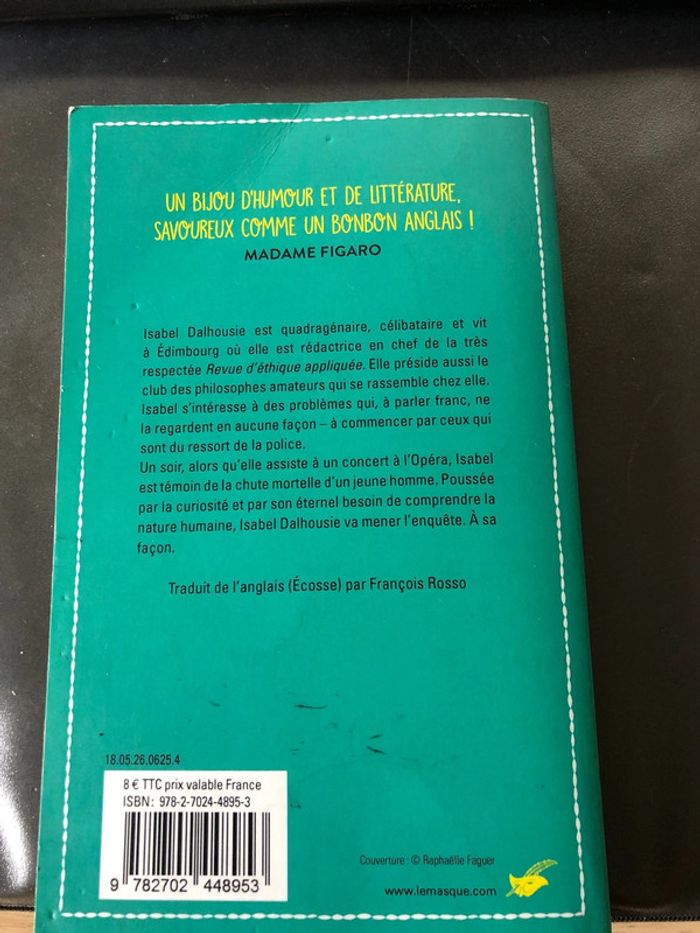 UN BIJOU D'HUMOUR ET DE LITTÉRATURE,
SAVOUREUX COMME UN BONBON ANGLAIS !
MADAME FIGARO
Isabel Dalhousie est quadragénaire, célibataire et vit
à Édimbourg où elle est rédactrice en chef de la très
respectée Revue d'éthique appliquée. Elle préside aussi le
club des philosophes amateurs qui se rassemble chez elle.
Isabel s'intéresse à des problèmes qui, à parler franc, ne
la regardent en aucune façon – à commencer par ceux qui
sont du ressort de la police.
Un soir, alors qu'elle assiste à un concert à l'Opéra, Isabel
est témoin de la chute mortelle d'un jeune homme. Poussée
par la curiosité et par son éternel besoin de comprendre la
nature humaine, Isabel Dalhousie va mener l'enquête. À sa
façon.
Traduit de l'anglais (Écosse) par François Rosso
18.05.26.0625.4
8 € TTC prix valable France
ISBN : 978-2-7024-4895-3
9 782702 448953
Couverture : © Raphaëlle Faguer
www.lemasque.com